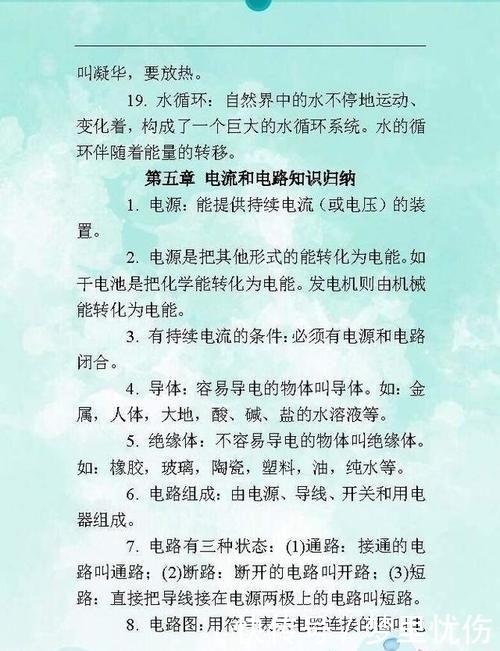 叫凝华，要放热。
19. 水循环：自然界中的水不停地运动、
变化着，构成了一个巨大的水循环系统。水的循
环伴随着能量的转移。
第五章 电流和电路知识归纳
1. 电源：能提供持续电流（或电压）的装
置。
2. 电源是把其他形式的能转化为电能。如
干电池是把化学能转化为电能。发电机则由机械
能转化为电能。
3. 有持续电流的条件：必须有电源和电路
闭合。
4. 导体：容易导电的物体叫导体。如：金
属，人体，大地，酸、碱、盐的水溶液等。
5. 绝缘体：不容易导电的物体叫绝缘体。
如：橡胶，玻璃，陶瓷，塑料，油，纯水等。
6. 电路组成：由电源、导线、开关和用电
器组成。
7. 电路有三种状态：(1)通路：接通的电
路叫通路；(2)断路：断开的电路叫开路；(3)短
路：直接把导线接在电源两极上的电路叫短路。
8. 电路图：用符号表示电路连接的图叫电
梦里忧伤